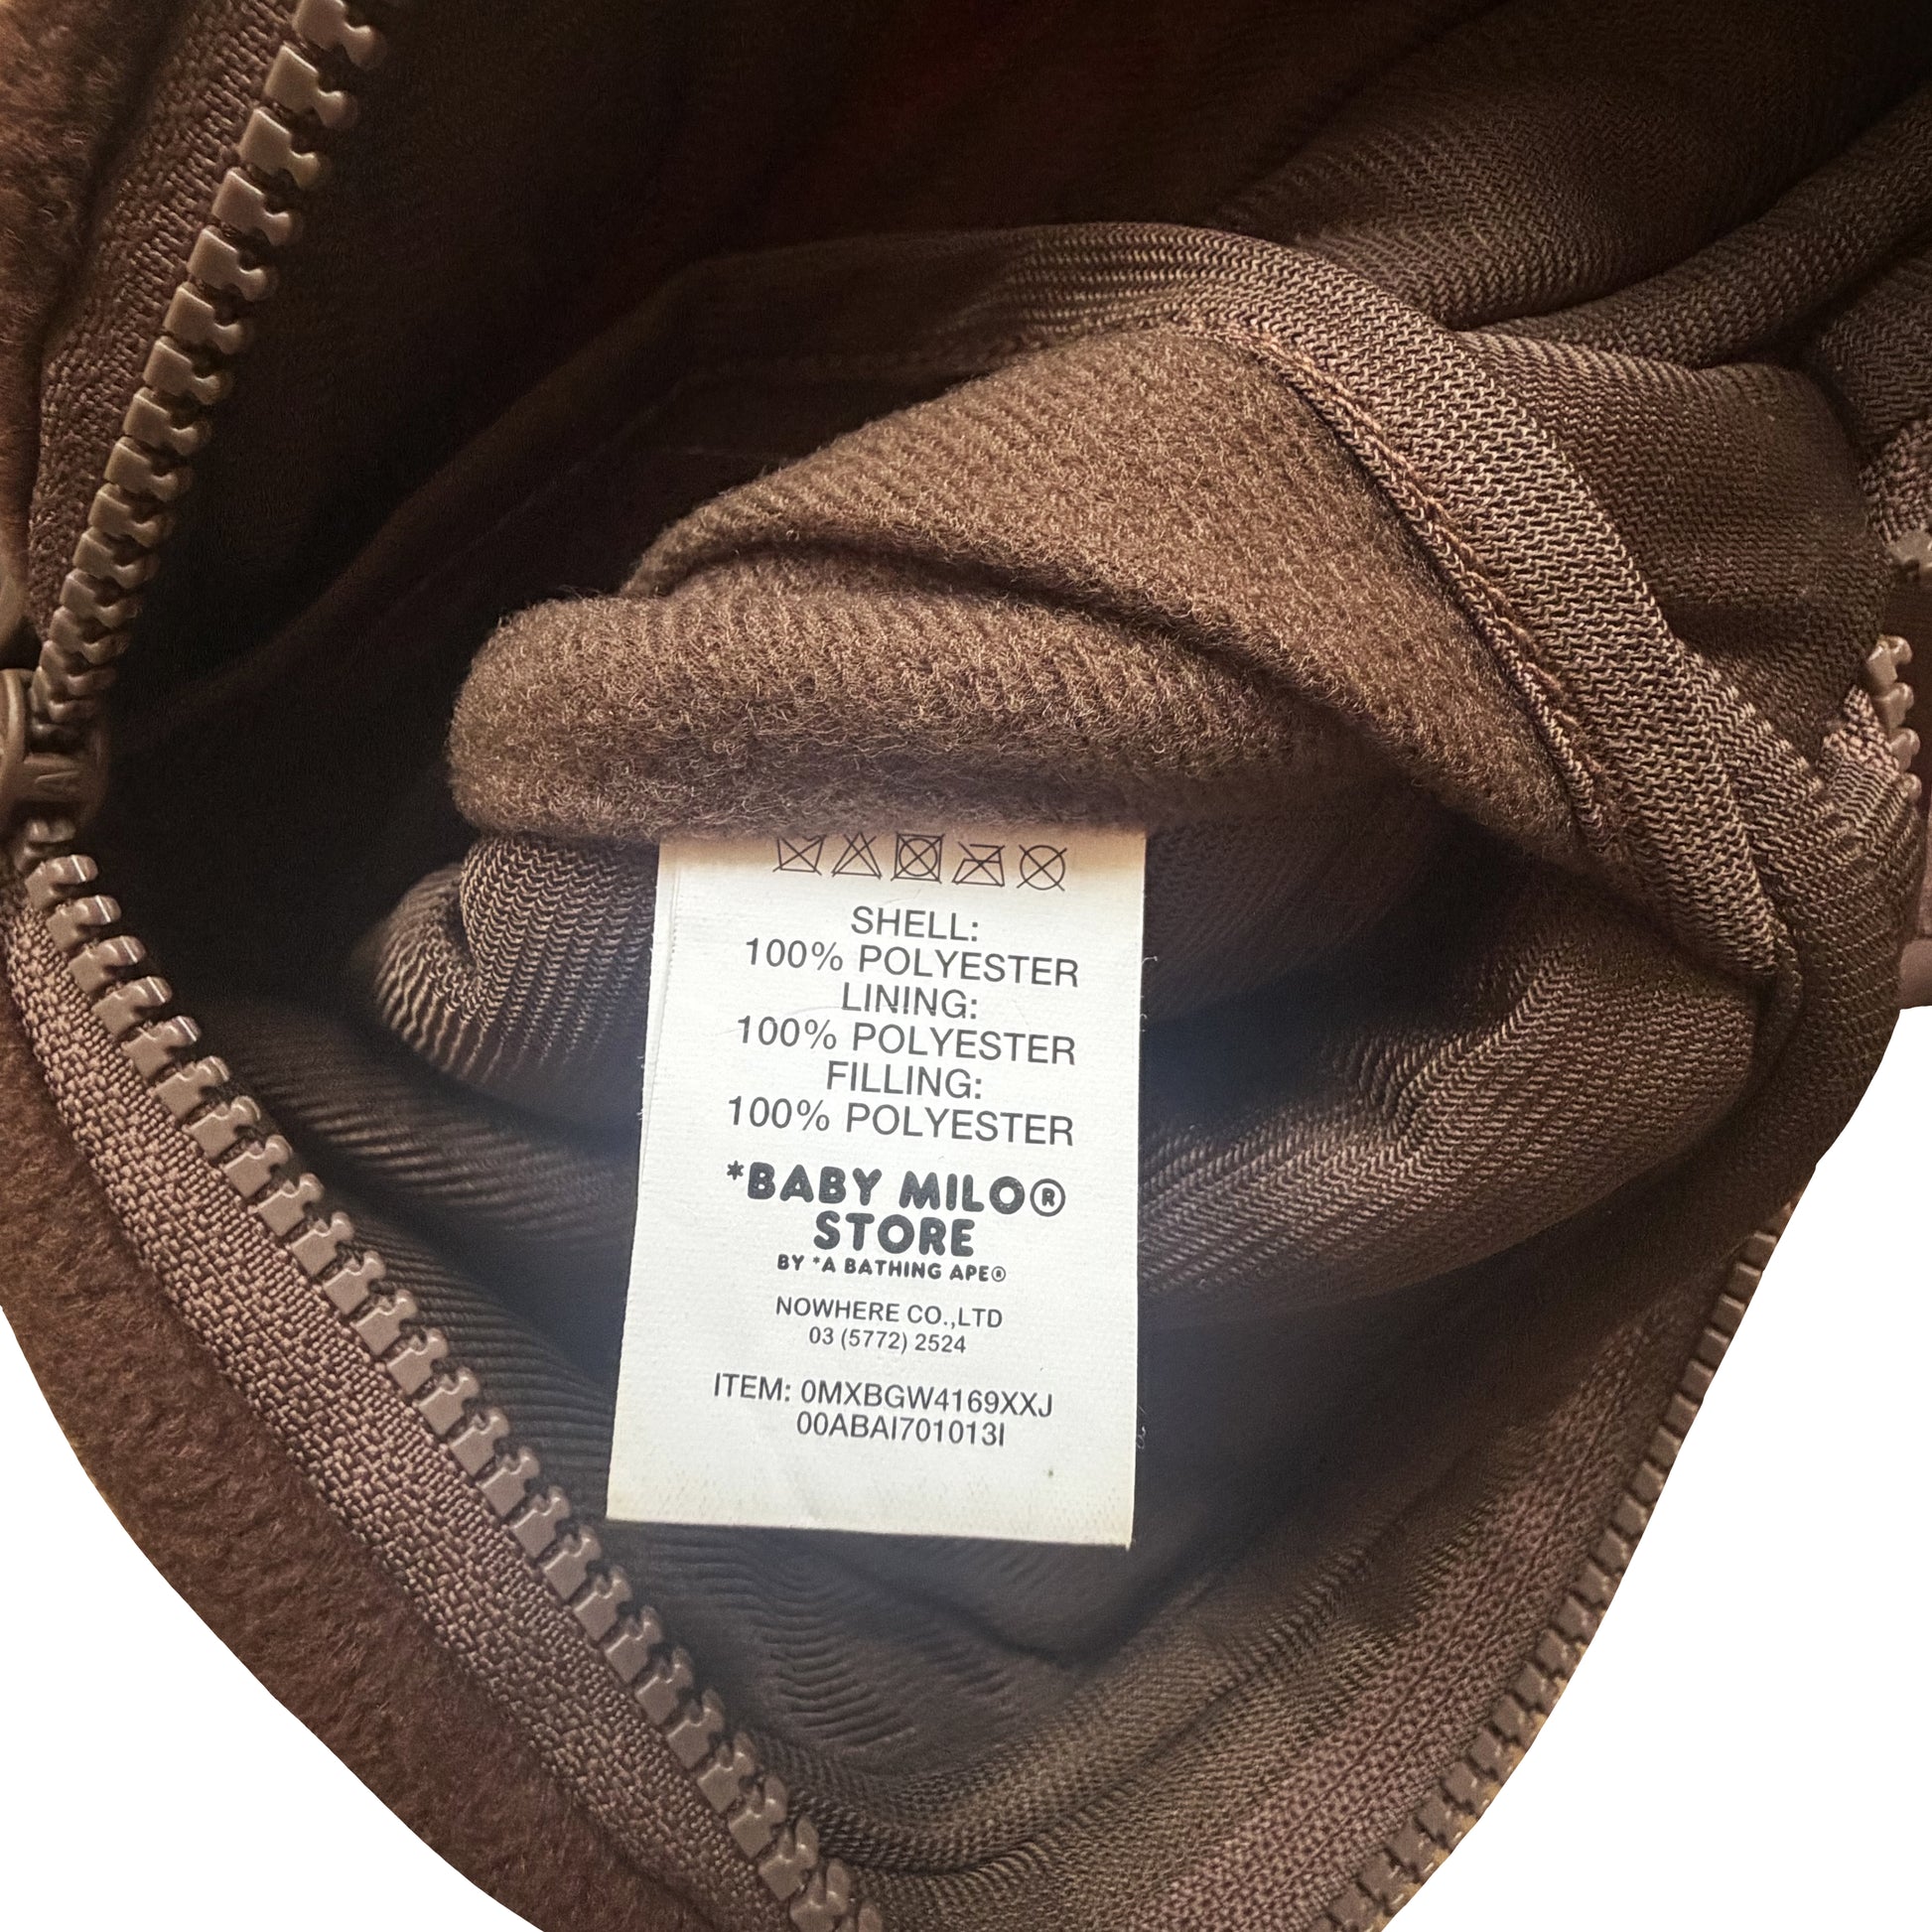 SHELL:
100% POLYESTER
LINING:
100% POLYESTER
FILLING:
100% POLYESTER
*BABY MILO®
STORE
BY *A BATHING APE®
NOWHERE CO.,LTD
03 (5772) 2524
ITEM: 0MXBGW4169XXJ
00ABAI701013I